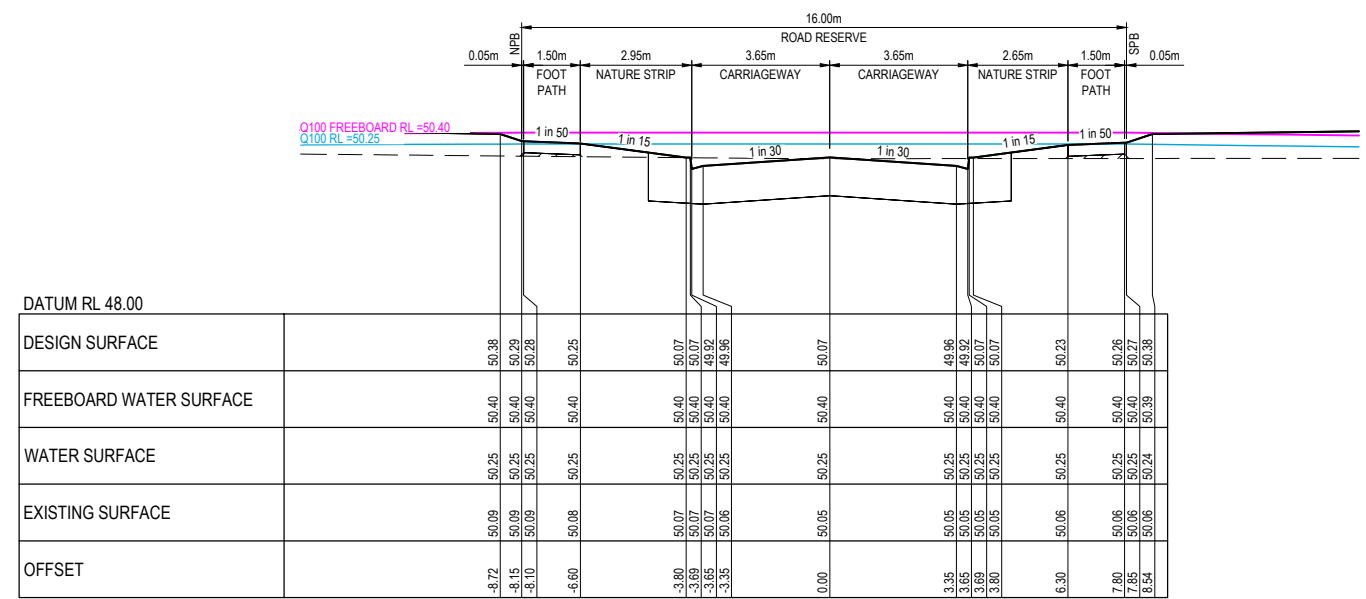 16.00m
ROAD RESERVE
NPB
SPB
0.05m 1.50m 2.95m 3.65m 3.65m 2.65m 1.50m 0.05m
FOOT PATH NATURE STRIP CARRIAGEWAY CARRIAGEWAY NATURE STRIP FOOT PATH
Q100 FREEBOARD RL =50.40
Q100 RL =50.25
1 in 50 1 in 15 1 in 30 1 in 30 1 in 15 1 in 50
DATUM RL 48.00
DESIGN SURFACE 50.38 50.29 50.28 50.25 50.07 50.07 49.92 49.96 50.07 49.96 49.92 50.07 50.07 50.23 50.26 50.27 50.38
FREEBOARD WATER SURFACE 50.40 50.40 50.40 50.40 50.40 50.40 50.40 50.40 50.40 50.40 50.40 50.40 50.40 50.40 50.40 50.40 50.39
WATER SURFACE 50.25 50.25 50.25 50.25 50.25 50.25 50.25 50.25 50.25 50.25 50.25 50.25 50.25 50.25 50.25 50.25 50.24
EXISTING SURFACE 50.09 50.09 50.09 50.08 50.07 50.07 50.07 50.06 50.05 50.05 50.05 50.05 50.05 50.06 50.06 50.06 50.06
OFFSET -8.72 -8.15 -8.10 -6.60 -3.80 -3.69 -3.65 -3.35 0.00 3.35 3.65 3.69 3.80 6.30 7.80 7.85 8.54